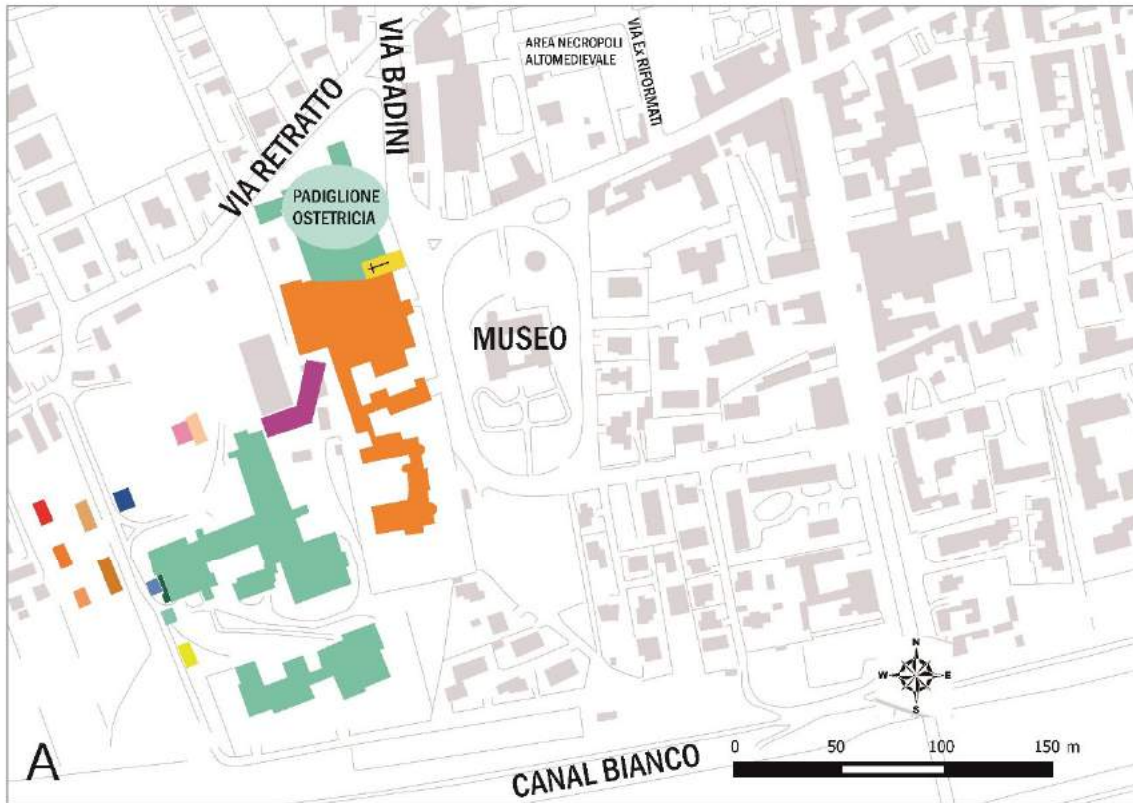 VIA RETRATTO
VIA BADINI
AREA NECROPOLI
ALTOMEDIEVALE
VIA EX RIFORMATI
PADIGLIONE
OSTETRICIA
MUSEO
N
W E
S
A
CANAL BIANCO
0 50 100 150 m